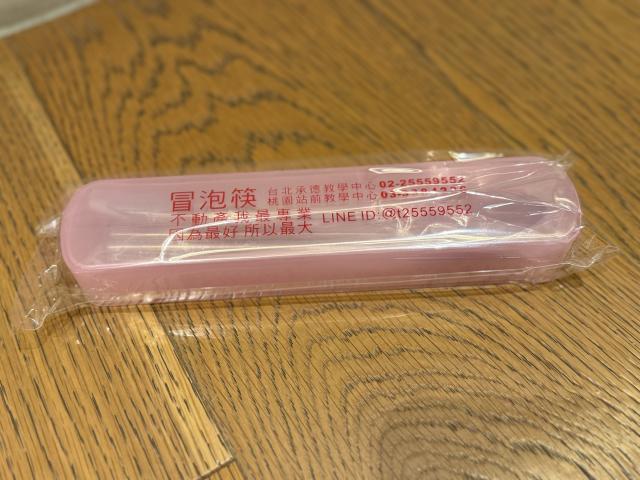 冒泡筷
台北承德教學中心 02-25559552
桃園站前教學中心 03-
不動產我最專業 LINE ID:@t25559552
因為最好所以最大